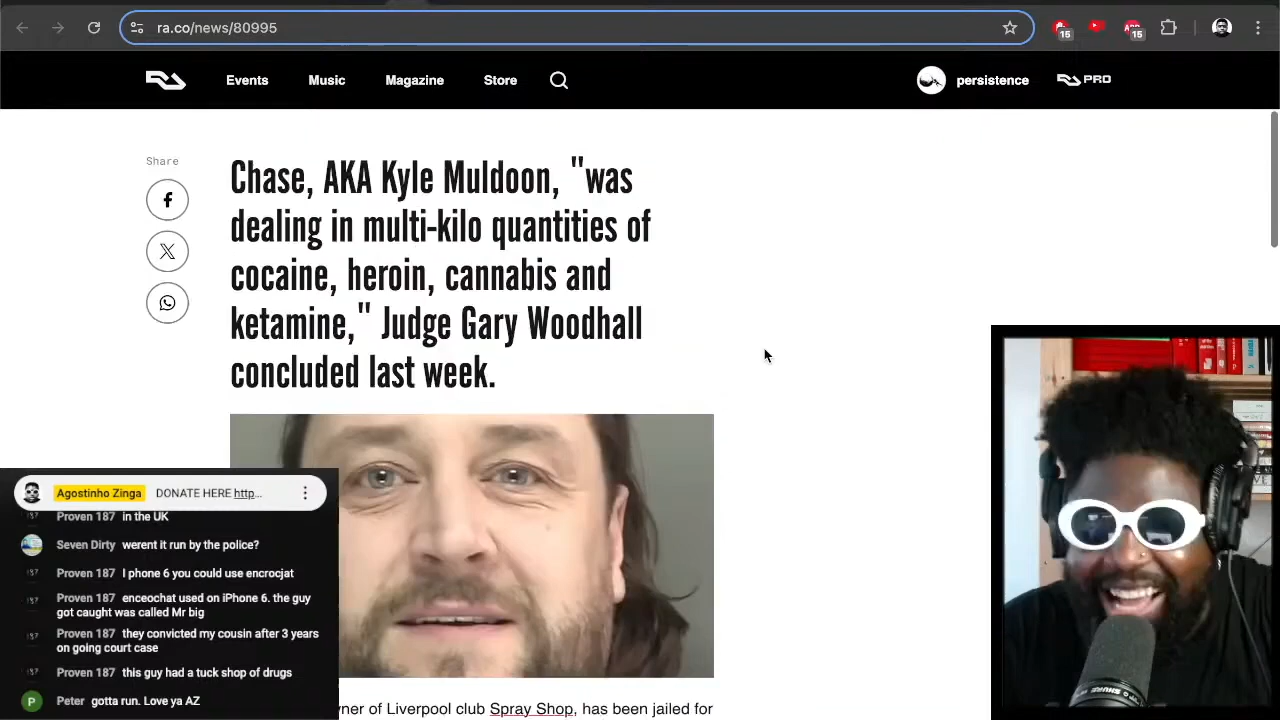 ra.co/news/80995
15
15
Events Music Magazine Store
persistence
PRO
Share
Chase, AKA Kyle Muldoon, "was
dealing in multi-kilo quantities of
cocaine, heroin, cannabis and
ketamine," Judge Gary Woodhall
concluded last week.
Agostinho Zinga DONATE HERE http...
Proven 187 in the UK
Seven Dirty werent it run by the police?
Proven 187 I phone 6 you could use encrocjat
Proven 187 enceochat used on iPhone 6. the guy
got caught was called Mr big
Proven 187 they convicted my cousin after 3 years
on going court case
Proven 187 this guy had a tuck shop of drugs
P Peter gotta run. Love ya AZ
of Liverpool club Spray Shop, has been jailed for
SHURE